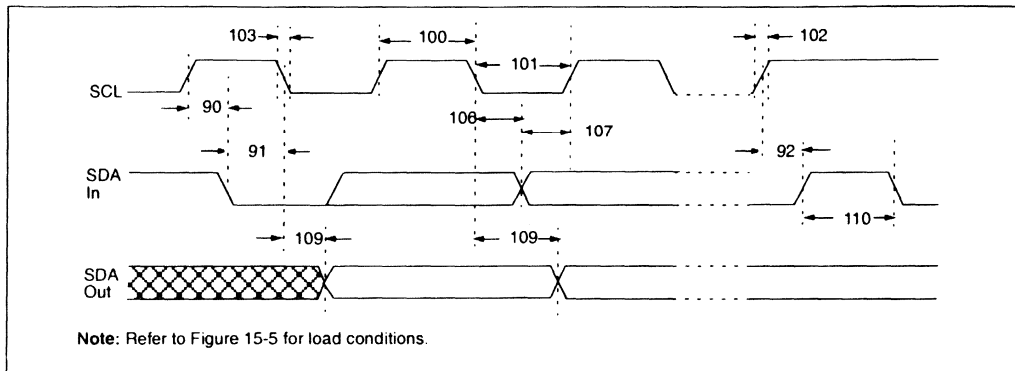 103
100
101
102
SCL
90
106
107
91
92
SDA
In
110
109
109
SDA
Out
Note: Refer to Figure 15-5 for load conditions.